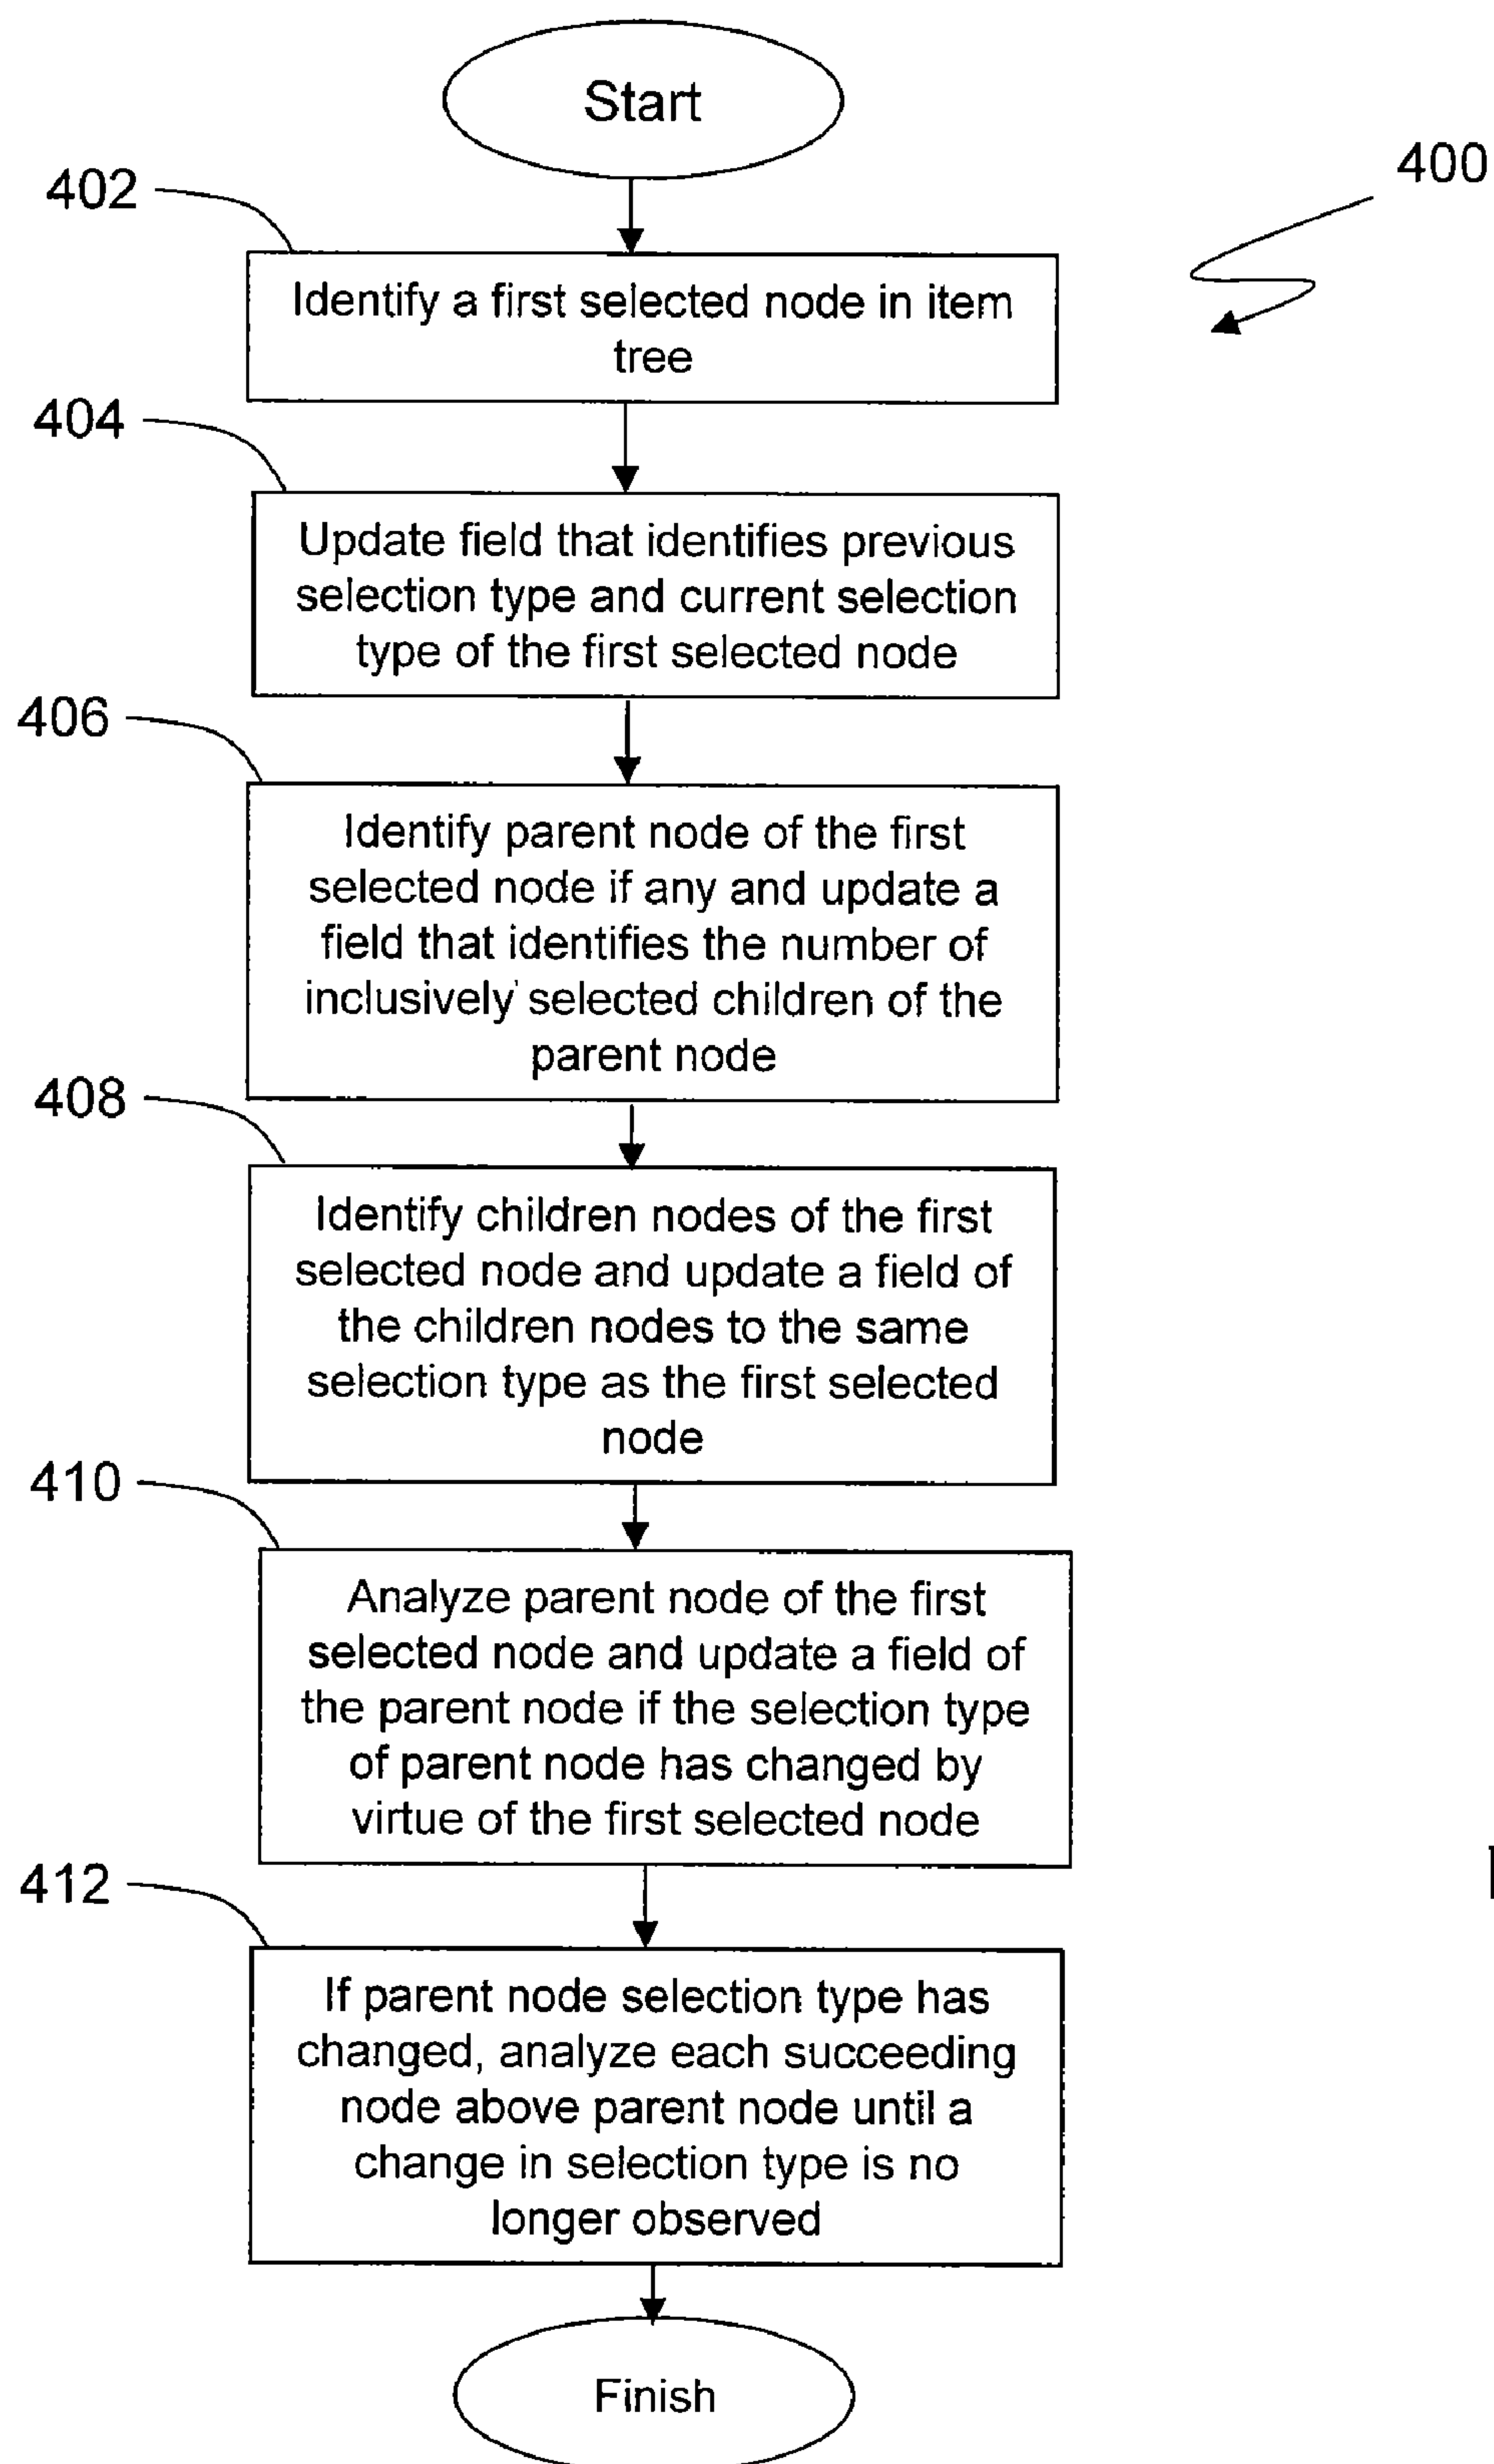 Start
400
402
Identify a first selected node in item
tree
404
Update field that identifies previous
selection type and current selection
type of the first selected node
406
Identify parent node of the first
selected node if any and update a
field that identifies the number of
inclusively selected children of the
parent node
408
Identify children nodes of the first
selected node and update a field of
the children nodes to the same
selection type as the first selected
node
410
Analyze parent node of the first
selected node and update a field of
the parent node if the selection type
of parent node has changed by
virtue of the first selected node
412
If parent node selection type has
changed, analyze each succeeding
node above parent node until a
change in selection type is no
longer observed
Finish